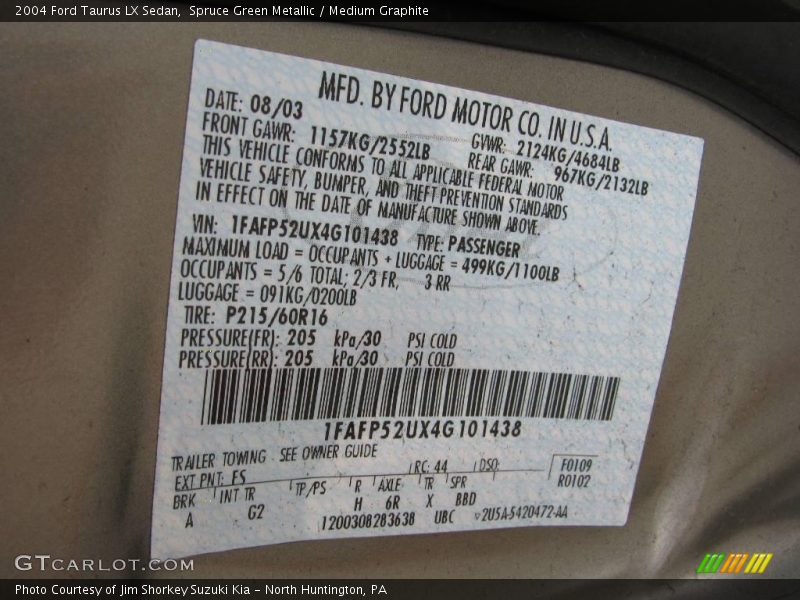 2004 Ford Taurus LX Sedan,  Spruce Green Metallic / Medium Graphite
MFD. BY FORD MOTOR CO. IN U.S.A.
DATE: 08/03 GVWR: 2124KG/4684LB
FRONT GAWR: 1157KG/2552LB REAR GAWR: 967KG/2132LB
THIS VEHICLE CONFORMS TO ALL APPLICABLE FEDERAL MOTOR
VEHICLE SAFETY, BUMPER, AND THEFT PREVENTION STANDARDS
IN EFFECT ON THE DATE OF MANUFACTURE SHOWN ABOVE.
VIN: 1FAFP52UX4G101438 TYPE: PASSENGER
MAXIMUM LOAD = OCCUPANTS + LUGGAGE = 499KG/1100LB
OCCUPANTS = 5/6 TOTAL; 2/3 FR, 3 RR
LUGGAGE = 091KG/0200LB
TIRE: P215/60R16
PRESSURE(FR): 205 kPa/30 PSI COLD
PRESSURE(RR): 205 kPa/30 PSI COLD
1FAFP52UX4G101438
TRAILER TOWING SEE OWNER GUIDE
EXT PNT: FS RC: 44 DSO: F0109
R0102
BRK INT TR TP/PS R AXLE TR SPR
A G2 H 6R X BBD
1200308283638 UBC ▽2U5A-5420472-AA
GTCarlot.com
Photo Courtesy of Jim Shorkey Suzuki Kia – North Huntington, PA